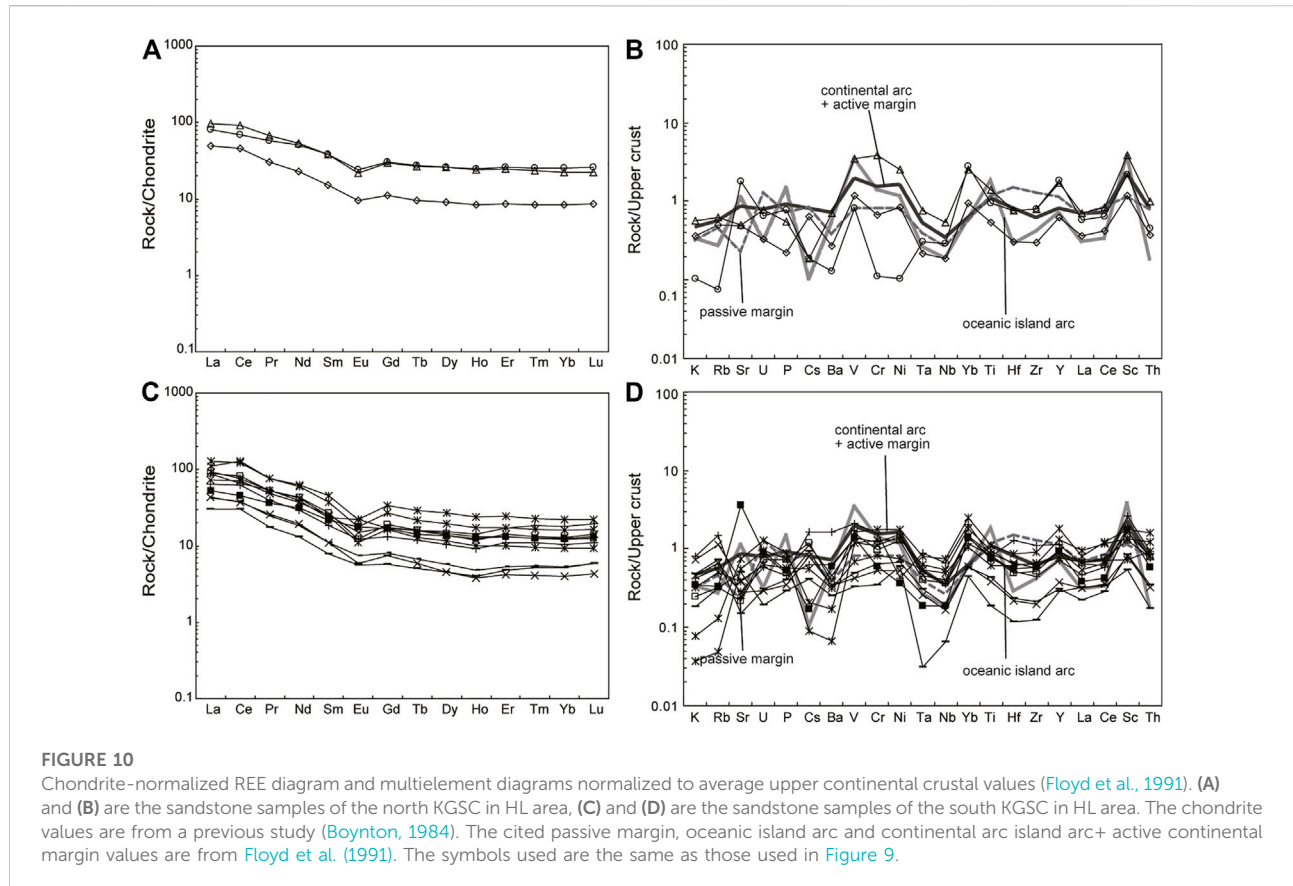 A
1000
100
10
1
0.1
Rock/Chondrite
La Ce Pr Nd Sm Eu Gd Tb Dy Ho Er Tm Yb Lu
B
100
10
1
0.1
0.01
Rock/Upper crust
continental arc
+ active margin
passive margin
oceanic island arc
K Rb Sr U P Cs Ba V Cr Ni Ta Nb Yb Ti Hf Zr Y La Ce Sc Th
C
1000
100
10
1
0.1
Rock/Chondrite
La Ce Pr Nd Sm Eu Gd Tb Dy Ho Er Tm Yb Lu
D
100
10
1
0.1
0.01
Rock/Upper crust
continental arc
+ active margin
passive margin
oceanic island arc
K Rb Sr U P Cs Ba V Cr Ni Ta Nb Yb Ti Hf Zr Y La Ce Sc Th
FIGURE 10
Chondrite-normalized REE diagram and multielement diagrams normalized to average upper continental crustal values (Floyd et al., 1991). (A)
and (B) are the sandstone samples of the north KGSC in HL area, (C) and (D) are the sandstone samples of the south KGSC in HL area. The chondrite
values are from a previous study (Boynton, 1984). The cited passive margin, oceanic island arc and continental arc island arc+ active continental
margin values are from Floyd et al. (1991). The symbols used are the same as those used in Figure 9.